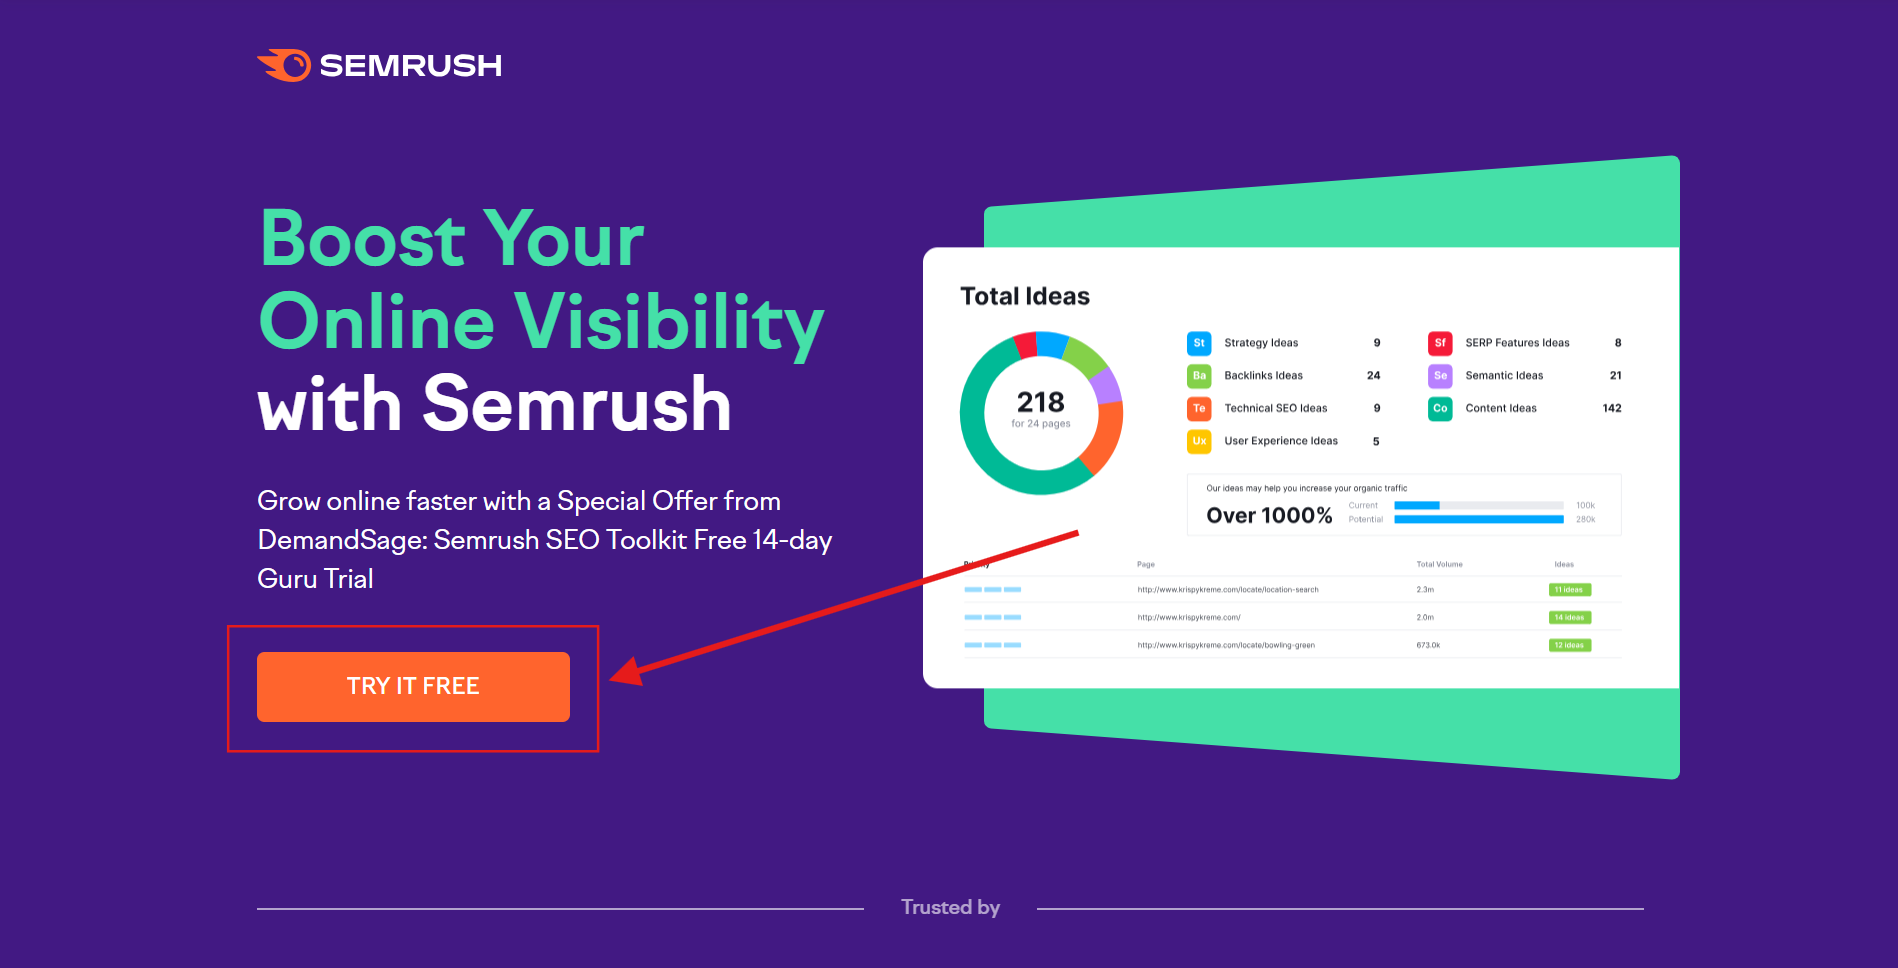 SEMRUSH
Boost Your
Online Visibility
with Semrush
Grow online faster with a Special Offer from
DemandSage: Semrush SEO Toolkit Free 14-day
Guru Trial
TRY IT FREE
Total Ideas
218
for 24 pages
St Strategy Ideas 9
Ba Backlinks Ideas 24
Te Technical SEO Ideas 9
Ux User Experience Ideas 5
Sf SERP Features Ideas 8
Se Semantic Ideas 21
Co Content Ideas 142
Our ideas may help you increase your organic traffic
Over 1000%
Current 100k
Potential 280k
Priority Page Total Volume Ideas
http://www.krispykreme.com/locate/location-search 2.3m 11 ideas
http://www.krispykreme.com/ 2.0m 14 ideas
http://www.krispykreme.com/locate/bowling-green 673.0k 12 ideas
Trusted by